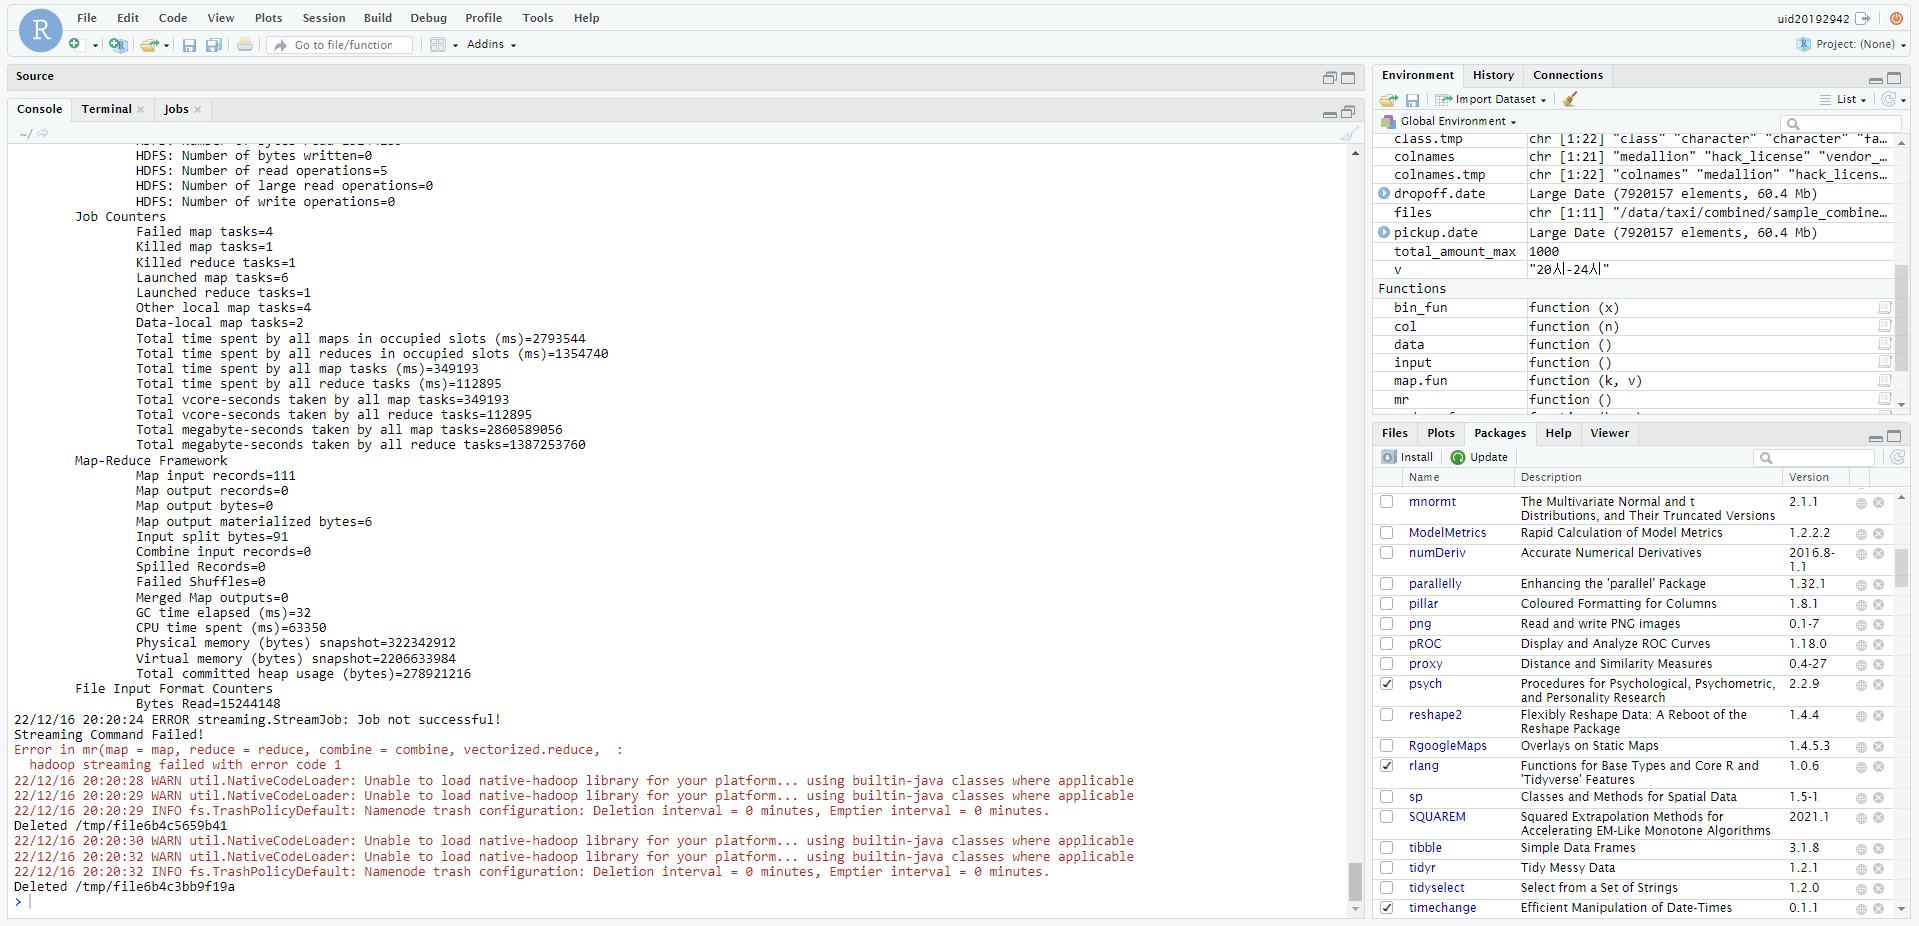 File Edit Code View Plots Session Build Debug Profile Tools Help
uid20192942
R
Go to file/function
Addins
Project: (None)
Source
Console Terminal Jobs
~/
HDFS: Number of bytes written=0
HDFS: Number of read operations=5
HDFS: Number of large read operations=0
HDFS: Number of write operations=0
Job Counters
Failed map tasks=4
Killed map tasks=1
Killed reduce tasks=1
Launched map tasks=6
Launched reduce tasks=1
Other local map tasks=4
Data-local map tasks=2
Total time spent by all maps in occupied slots (ms)=2793544
Total time spent by all reduces in occupied slots (ms)=1354740
Total time spent by all map tasks (ms)=349193
Total time spent by all reduce tasks (ms)=112895
Total vcore-seconds taken by all map tasks=349193
Total vcore-seconds taken by all reduce tasks=112895
Total megabyte-seconds taken by all map tasks=2860589056
Total megabyte-seconds taken by all reduce tasks=1387253760
Map-Reduce Framework
Map input records=111
Map output records=0
Map output bytes=0
Map output materialized bytes=6
Input split bytes=91
Combine input records=0
Spilled Records=0
Failed Shuffles=0
Merged Map outputs=0
GC time elapsed (ms)=32
CPU time spent (ms)=63350
Physical memory (bytes) snapshot=322342912
Virtual memory (bytes) snapshot=2206633984
Total committed heap usage (bytes)=278921216
File Input Format Counters
Bytes Read=15244148
22/12/16 20:20:24 ERROR streaming.StreamJob: Job not successful!
Streaming Command Failed!
Error in mr(map = map, reduce = reduce, combine = combine, vectorized.reduce,  :
hadoop streaming failed with error code 1
22/12/16 20:20:28 WARN util.NativeCodeLoader: Unable to load native-hadoop library for your platform... using builtin-java classes where applicable
22/12/16 20:20:29 WARN util.NativeCodeLoader: Unable to load native-hadoop library for your platform... using builtin-java classes where applicable
22/12/16 20:20:29 INFO fs.TrashPolicyDefault: Namenode trash configuration: Deletion interval = 0 minutes, Emptier interval = 0 minutes.
Deleted /tmp/file6b4c5659b41
22/12/16 20:20:30 WARN util.NativeCodeLoader: Unable to load native-hadoop library for your platform... using builtin-java classes where applicable
22/12/16 20:20:32 WARN util.NativeCodeLoader: Unable to load native-hadoop library for your platform... using builtin-java classes where applicable
22/12/16 20:20:32 INFO fs.TrashPolicyDefault: Namenode trash configuration: Deletion interval = 0 minutes, Emptier interval = 0 minutes.
Deleted /tmp/file6b4c3bb9f19a
>
Environment History Connections
Import Dataset List
Global Environment
class.tmp chr [1:22] "class" "character" "character" "fa…
colnames chr [1:21] "medallion" "hack_license" "vendor_…
colnames.tmp chr [1:22] "colnames" "medallion" "hack_licens…
dropoff.date Large Date (7920157 elements, 60.4 Mb)
files chr [1:11] "/data/taxi/combined/sample_combine…
pickup.date Large Date (7920157 elements, 60.4 Mb)
total_amount_max 1000
v "20시-24시"
Functions
bin_fun function (x)
col function (n)
data function ()
input function ()
map.fun function (k, v)
mr function ()
Files Plots Packages Help Viewer
Install Update
Name Description Version
mnormt The Multivariate Normal and t 2.1.1
Distributions, and Their Truncated Versions
ModelMetrics Rapid Calculation of Model Metrics 1.2.2.2
numDeriv Accurate Numerical Derivatives 2016.8-
1.1
parallelly Enhancing the 'parallel' Package 1.32.1
pillar Coloured Formatting for Columns 1.8.1
png Read and write PNG images 0.1-7
pROC Display and Analyze ROC Curves 1.18.0
proxy Distance and Similarity Measures 0.4-27
psych Procedures for Psychological, Psychometric, 2.2.9
and Personality Research
reshape2 Flexibly Reshape Data: A Reboot of the 1.4.4
Reshape Package
RgoogleMaps Overlays on Static Maps 1.4.5.3
rlang Functions for Base Types and Core R and 1.0.6
'Tidyverse' Features
sp Classes and Methods for Spatial Data 1.5-1
SQUAREM Squared Extrapolation Methods for 2021.1
Accelerating EM-Like Monotone Algorithms
tibble Simple Data Frames 3.1.8
tidyr Tidy Messy Data 1.2.1
tidyselect Select from a Set of Strings 1.2.0
timechange Efficient Manipulation of Date-Times 0.1.1